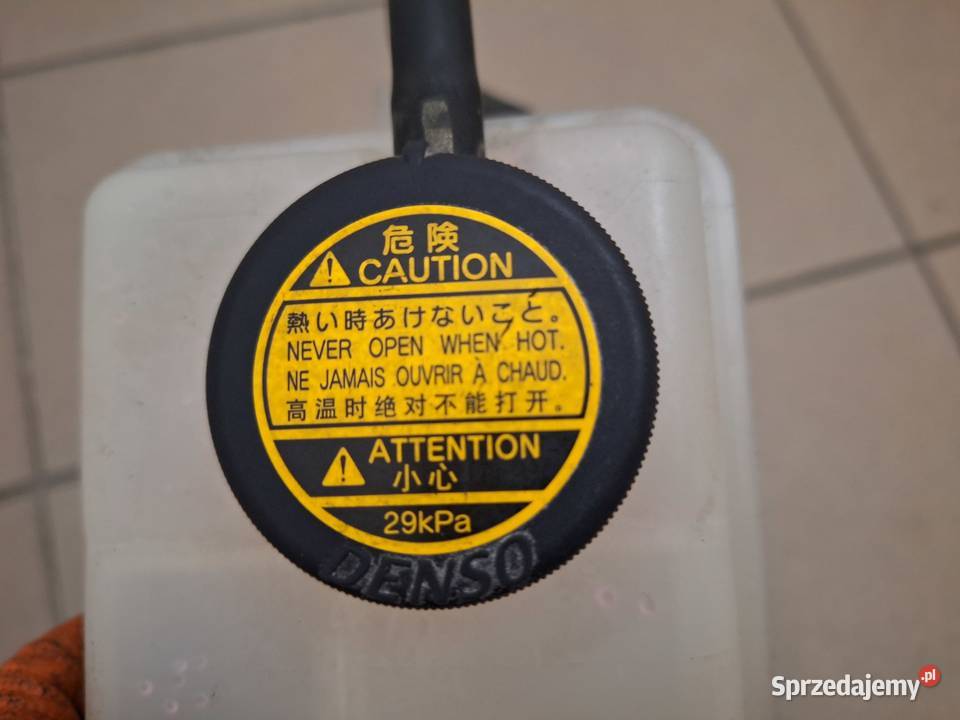 危険
CAUTION
熱い時あけないこと。
NEVER OPEN WHEN HOT.
NE JAMAIS OUVRIR À CHAUD.
高温时绝对不能打开。
ATTENTION
小心
29kPa
DENSO
Sprzedajemy.pl